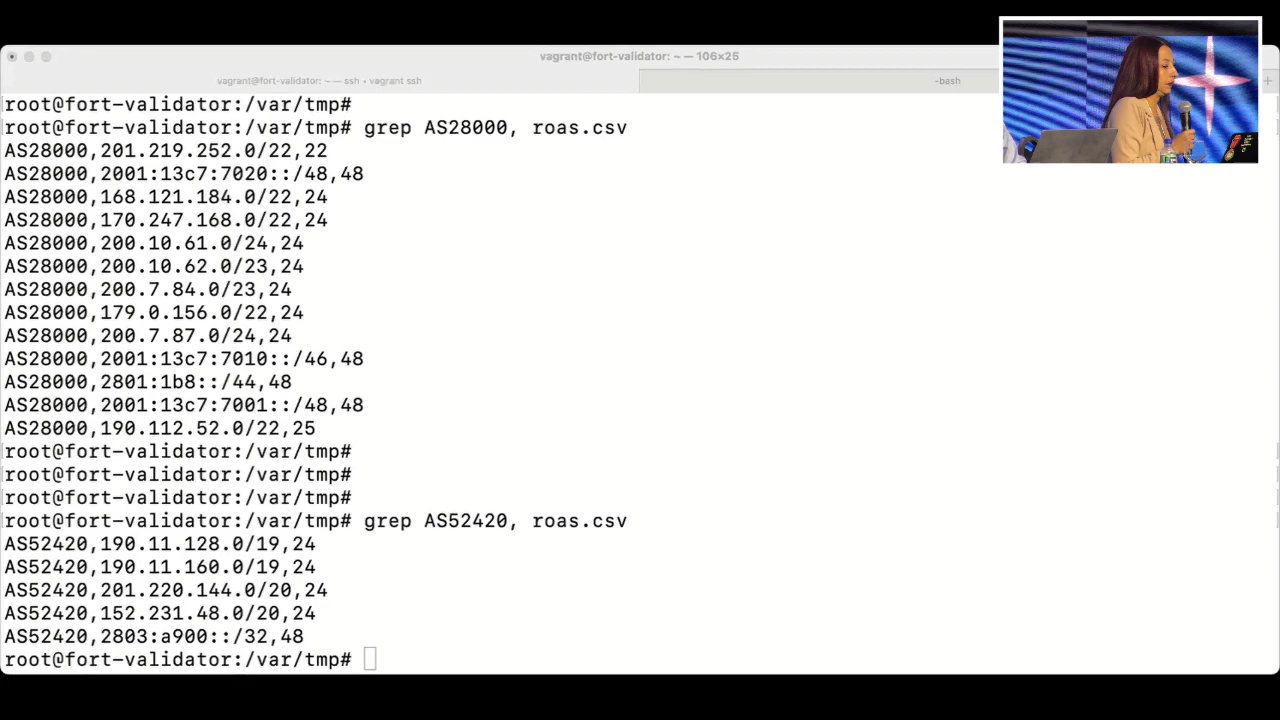 vagrant@fort-validator: ~ — 106×25
vagrant@fort-validator: ~ — ssh • vagrant ssh
-bash
+
root@fort-validator:/var/tmp#
root@fort-validator:/var/tmp# grep AS28000, roas.csv
AS28000,201.219.252.0/22,22
AS28000,2001:13c7:7020::/48,48
AS28000,168.121.184.0/22,24
AS28000,170.247.168.0/22,24
AS28000,200.10.61.0/24,24
AS28000,200.10.62.0/23,24
AS28000,200.7.84.0/23,24
AS28000,179.0.156.0/22,24
AS28000,200.7.87.0/24,24
AS28000,2001:13c7:7010::/46,48
AS28000,2801:1b8::/44,48
AS28000,2001:13c7:7001::/48,48
AS28000,190.112.52.0/22,25
root@fort-validator:/var/tmp#
root@fort-validator:/var/tmp#
root@fort-validator:/var/tmp#
root@fort-validator:/var/tmp# grep AS52420, roas.csv
AS52420,190.11.128.0/19,24
AS52420,190.11.160.0/19,24
AS52420,201.220.144.0/20,24
AS52420,152.231.48.0/20,24
AS52420,2803:a900::/32,48
root@fort-validator:/var/tmp#